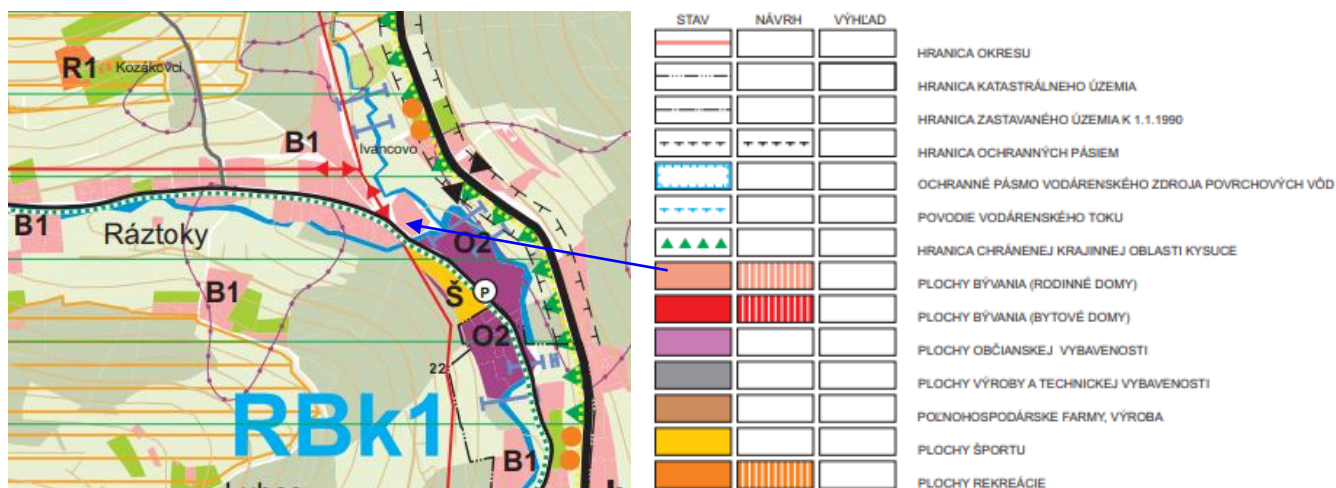 R1
Kozákovci
B1
Ivancovo
B1
Ráztoky
O2
B1
Š
P
O2
22
RBk1
B1
STAV NÁVRH VÝHĽAD
HRANICA OKRESU
HRANICA KATASTRÁLNEHO ÚZEMIA
HRANICA ZASTAVANÉHO ÚZEMIA K 1.1.1990
HRANICA OCHRANNÝCH PÁSIEM
OCHRANNÉ PÁSMO VODÁRENSKÉHO ZDROJA POVRCHOVÝCH VÔD
POVODIE VODÁRENSKÉHO TOKU
HRANICA CHRÁNENEJ KRAJINNEJ OBLASTI KYSUCE
PLOCHY BÝVANIA (RODINNÉ DOMY)
PLOCHY BÝVANIA (BYTOVÉ DOMY)
PLOCHY OBČIANSKEJ VYBAVENOSTI
PLOCHY VÝROBY A TECHNICKEJ VYBAVENOSTI
POĽNOHOSPODÁRSKE FARMY, VÝROBA
PLOCHY ŠPORTU
PLOCHY REKREÁCIE